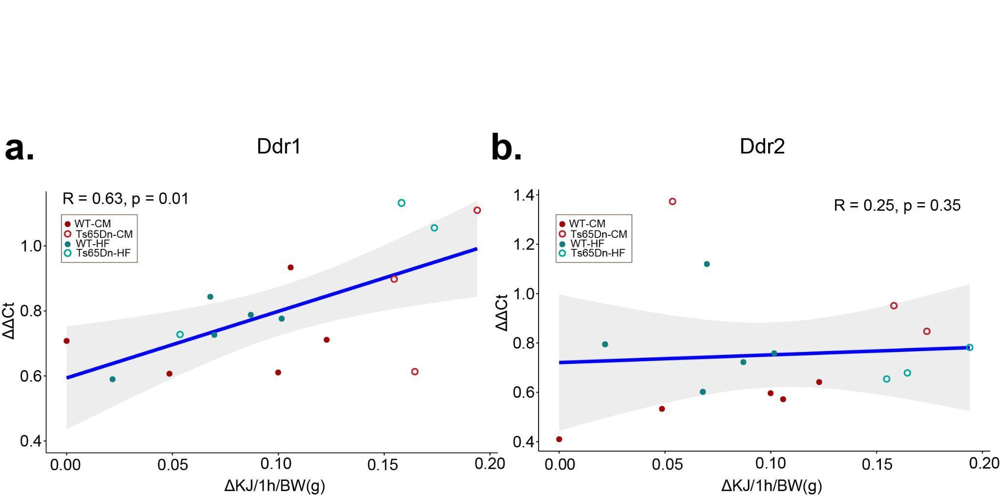 a.
Ddr1
R = 0.63, p = 0.01
WT-CM
Ts65Dn-CM
WT-HF
Ts65Dn-HF
ΔΔCt
1.0
0.8
0.6
0.4
0.00 0.05 0.10 0.15 0.20
ΔKJ/1h/BW(g)
b.
Ddr2
R = 0.25, p = 0.35
WT-CM
Ts65Dn-CM
WT-HF
Ts65Dn-HF
ΔΔCt
1.4
1.2
1.0
0.8
0.6
0.4
0.00 0.05 0.10 0.15 0.20
ΔKJ/1h/BW(g)